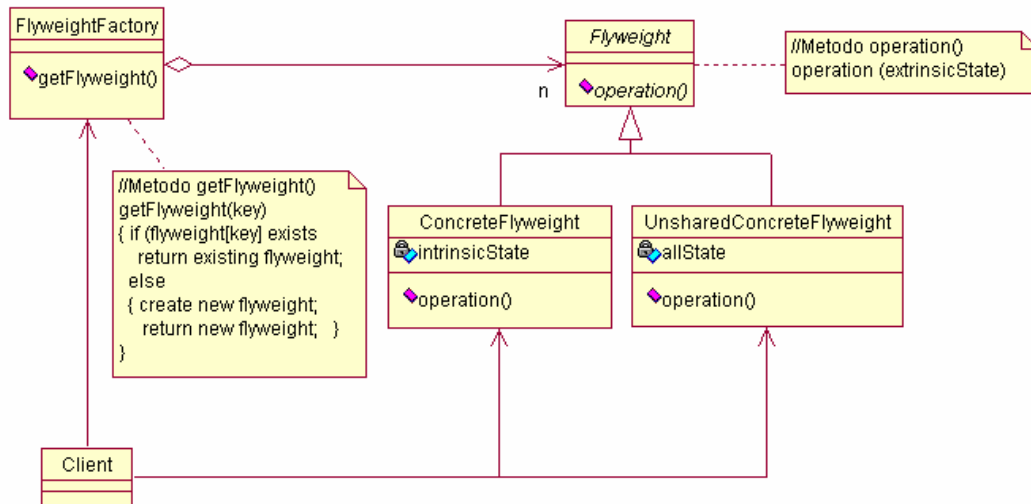 FlyweightFactory
getFlyweight()
Flyweight
operation()
n
//Metodo operation()
operation (extrinsicState)
//Metodo getFlyweight()
getFlyweight(key)
{ if (flyweight[key] exists
return existing flyweight;
else
{ create new flyweight;
return new flyweight; }
}
ConcreteFlyweight
intrinsicState
operation()
UnsharedConcreteFlyweight
allState
operation()
Client